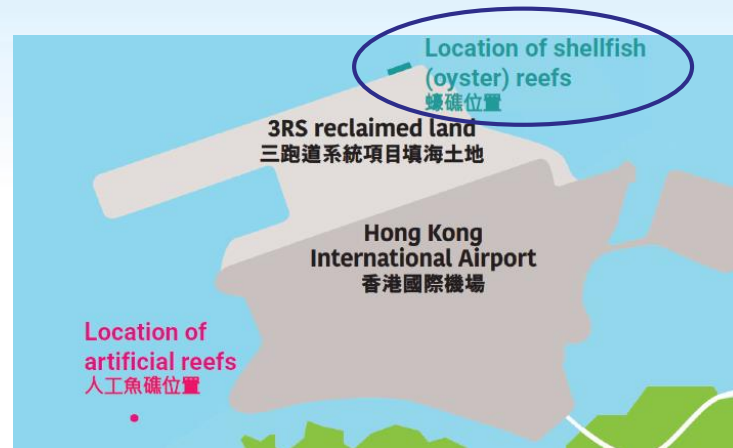 Location of shellfish
(oyster) reefs
蠔礁位置
3RS reclaimed land
三跑道系統項目填海土地
Hong Kong
International Airport
香港國際機場
Location of
artificial reefs
人工魚礁位置